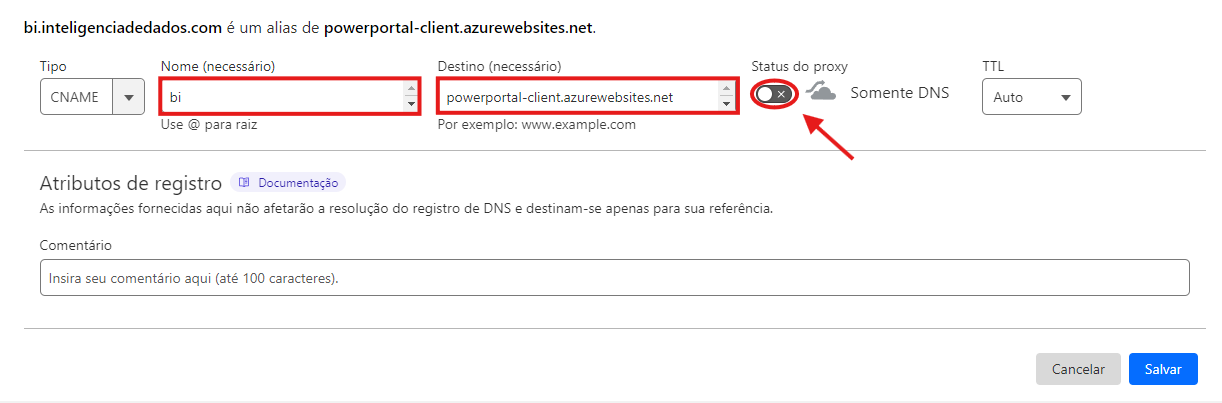 bi.inteligenciadedados.com é um alias de powerportal-client.azurewebsites.net.
Tipo Nome (necessário) Destino (necessário) Status do proxy TTL
CNAME bi powerportal-client.azurewebsites.net Somente DNS Auto
Use @ para raiz Por exemplo: www.example.com
Atributos de registro Documentação
As informações fornecidas aqui não afetarão a resolução do registro de DNS e destinam-se apenas para sua referência.
Comentário
Insira seu comentário aqui (até 100 caracteres).
Cancelar Salvar